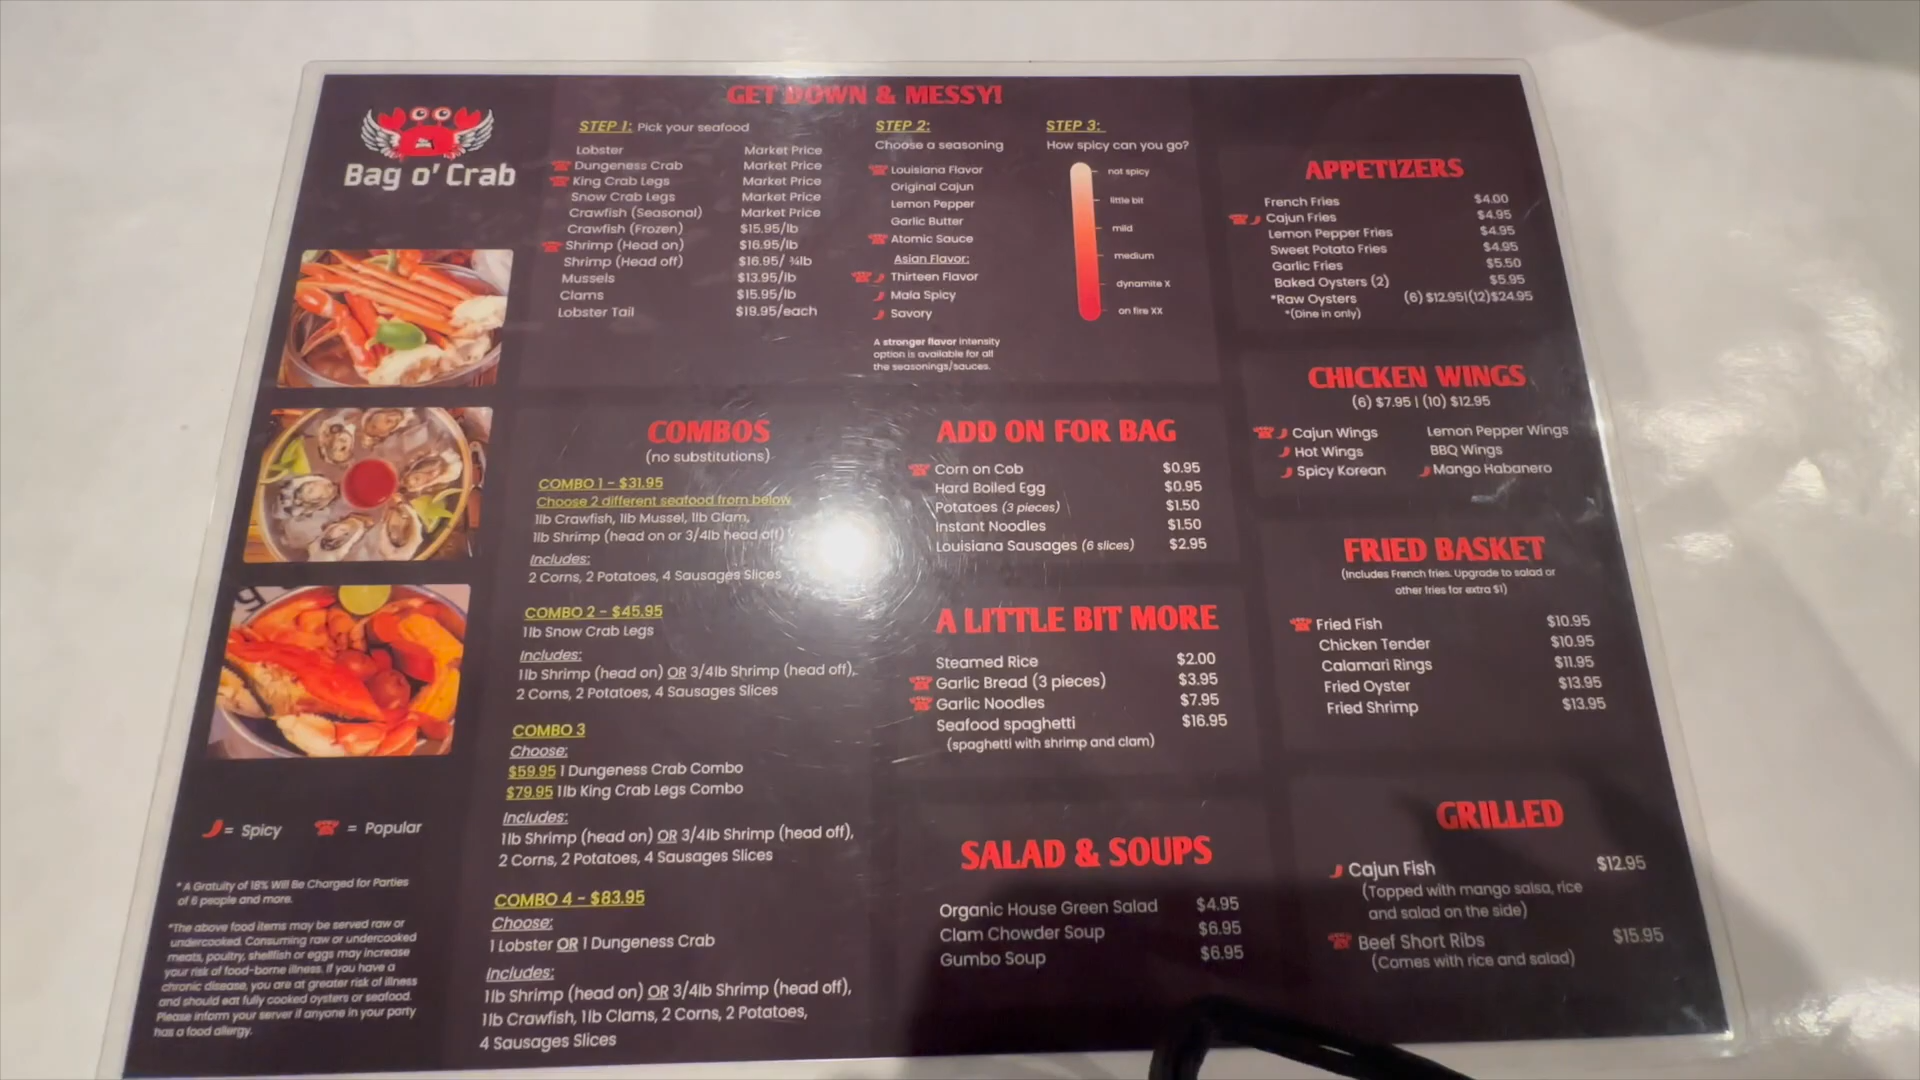 Bag o' Crab
GET DOWN & MESSY!
STEP 1: Pick your seafood
Lobster Market Price
Dungeness Crab Market Price
King Crab Legs Market Price
Snow Crab Legs Market Price
Crawfish (Seasonal) Market Price
Crawfish (Frozen) $15.95/lb
Shrimp (Head on) $16.95/lb
Shrimp (Head off) $16.95/ ¾lb
Mussels $13.95/lb
Clams $15.95/lb
Lobster Tail $19.95/each
STEP 2:
Choose a seasoning
Louisiana Flavor
Original Cajun
Lemon Pepper
Garlic Butter
Atomic Sauce
Asian Flavor:
Thirteen Flavor
Mala Spicy
Savory
A stronger flavor intensity
option is available for all
the seasonings/sauces.
STEP 3:
How spicy can you go?
not spicy
little bit
mild
medium
dynamite X
on fire XX
COMBOS
(no substitutions)
COMBO 1 - $31.95
Choose 2 different seafood from below
1lb Crawfish, 1lb Mussel, 1lb Clam,
1lb Shrimp (head on or 3/4lb head off)
Includes:
2 Corns, 2 Potatoes, 4 Sausages Slices
COMBO 2 - $45.95
1lb Snow Crab Legs
Includes:
1lb Shrimp (head on) OR 3/4lb Shrimp (head off),
2 Corns, 2 Potatoes, 4 Sausages Slices
COMBO 3
Choose:
$59.95 1 Dungeness Crab Combo
$79.95 1lb King Crab Legs Combo
Includes:
1lb Shrimp (head on) OR 3/4lb Shrimp (head off),
2 Corns, 2 Potatoes, 4 Sausages Slices
COMBO 4 - $83.95
Choose:
1 Lobster OR 1 Dungeness Crab
Includes:
1lb Shrimp (head on) OR 3/4lb Shrimp (head off),
1lb Crawfish, 1lb Clams, 2 Corns, 2 Potatoes,
4 Sausages Slices
ADD ON FOR BAG
Corn on Cob $0.95
Hard Boiled Egg $0.95
Potatoes (3 pieces) $1.50
Instant Noodles $1.50
Louisiana Sausages (6 slices) $2.95
A LITTLE BIT MORE
Steamed Rice $2.00
Garlic Bread (3 pieces) $3.95
Garlic Noodles $7.95
Seafood spaghetti $16.95
(spaghetti with shrimp and clam)
SALAD & SOUPS
Organic House Green Salad $4.95
Clam Chowder Soup $6.95
Gumbo Soup $6.95
APPETIZERS
French Fries $4.00
Cajun Fries $4.95
Lemon Pepper Fries $4.95
Sweet Potato Fries $4.95
Garlic Fries $5.50
Baked Oysters (2) $5.95
*Raw Oysters (6) $12.95|(12)$24.95
*(Dine in only)
CHICKEN WINGS
(6) $7.95 | (10) $12.95
Cajun Wings Lemon Pepper Wings
Hot Wings BBQ Wings
Spicy Korean Mango Habanero
FRIED BASKET
(Includes French fries. Upgrade to salad or
other fries for extra $1)
Fried Fish $10.95
Chicken Tender $10.95
Calamari Rings $11.95
Fried Oyster $13.95
Fried Shrimp $13.95
GRILLED
Cajun Fish $12.95
(Topped with mango salsa, rice
and salad on the side)
Beef Short Ribs $15.95
(Comes with rice and salad)
= Spicy = Popular
* A Gratuity of 18% Will Be Charged for Parties
of 6 people and more.
*The above food items may be served raw or
undercooked. Consuming raw or undercooked
meats, poultry, shellfish or eggs may increase
your risk of food-borne illness. If you have a
chronic disease, you are at greater risk of illness
and should eat fully cooked oysters or seafood.
Please inform your server if anyone in your party
has a food allergy.